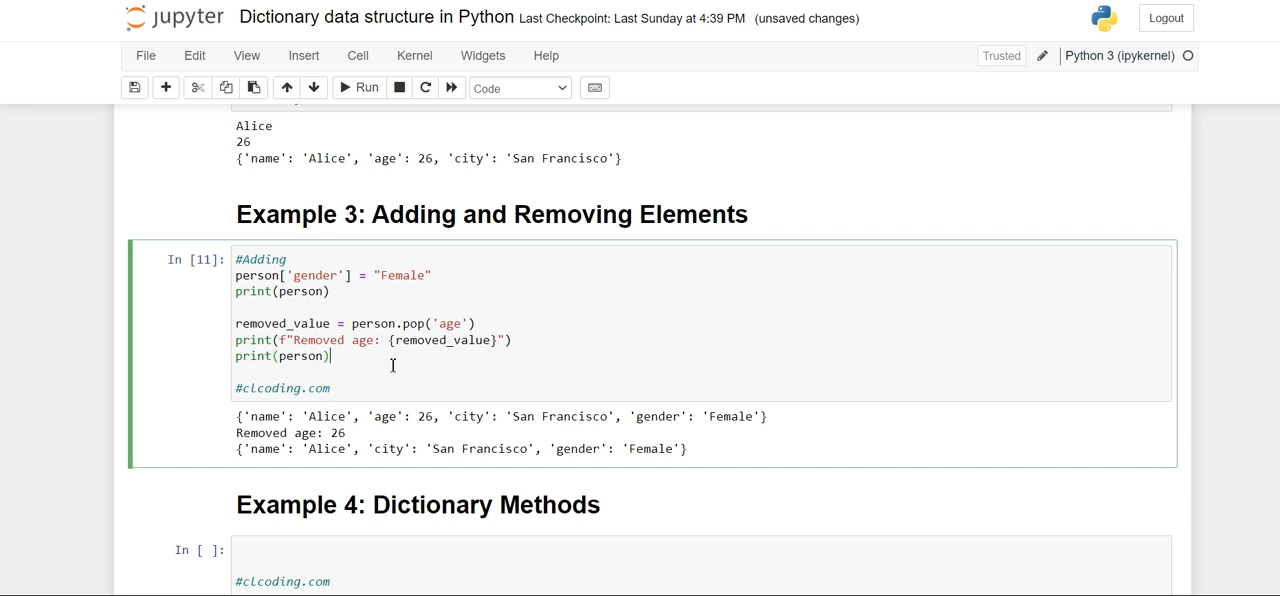 jupyter Dictionary data structure in Python Last Checkpoint: Last Sunday at 4:39 PM (unsaved changes)
Logout
File Edit View Insert Cell Kernel Widgets Help
Trusted Python 3 (ipykernel)
Run Code
Alice
26
{'name': 'Alice', 'age': 26, 'city': 'San Francisco'}
Example 3: Adding and Removing Elements
In [11]: #Adding
person['gender'] = "Female"
print(person)
removed_value = person.pop('age')
print(f"Removed age: {removed_value}")
print(person)
#clcoding.com
{'name': 'Alice', 'age': 26, 'city': 'San Francisco', 'gender': 'Female'}
Removed age: 26
{'name': 'Alice', 'city': 'San Francisco', 'gender': 'Female'}
Example 4: Dictionary Methods
In [ ]:
#clcoding.com